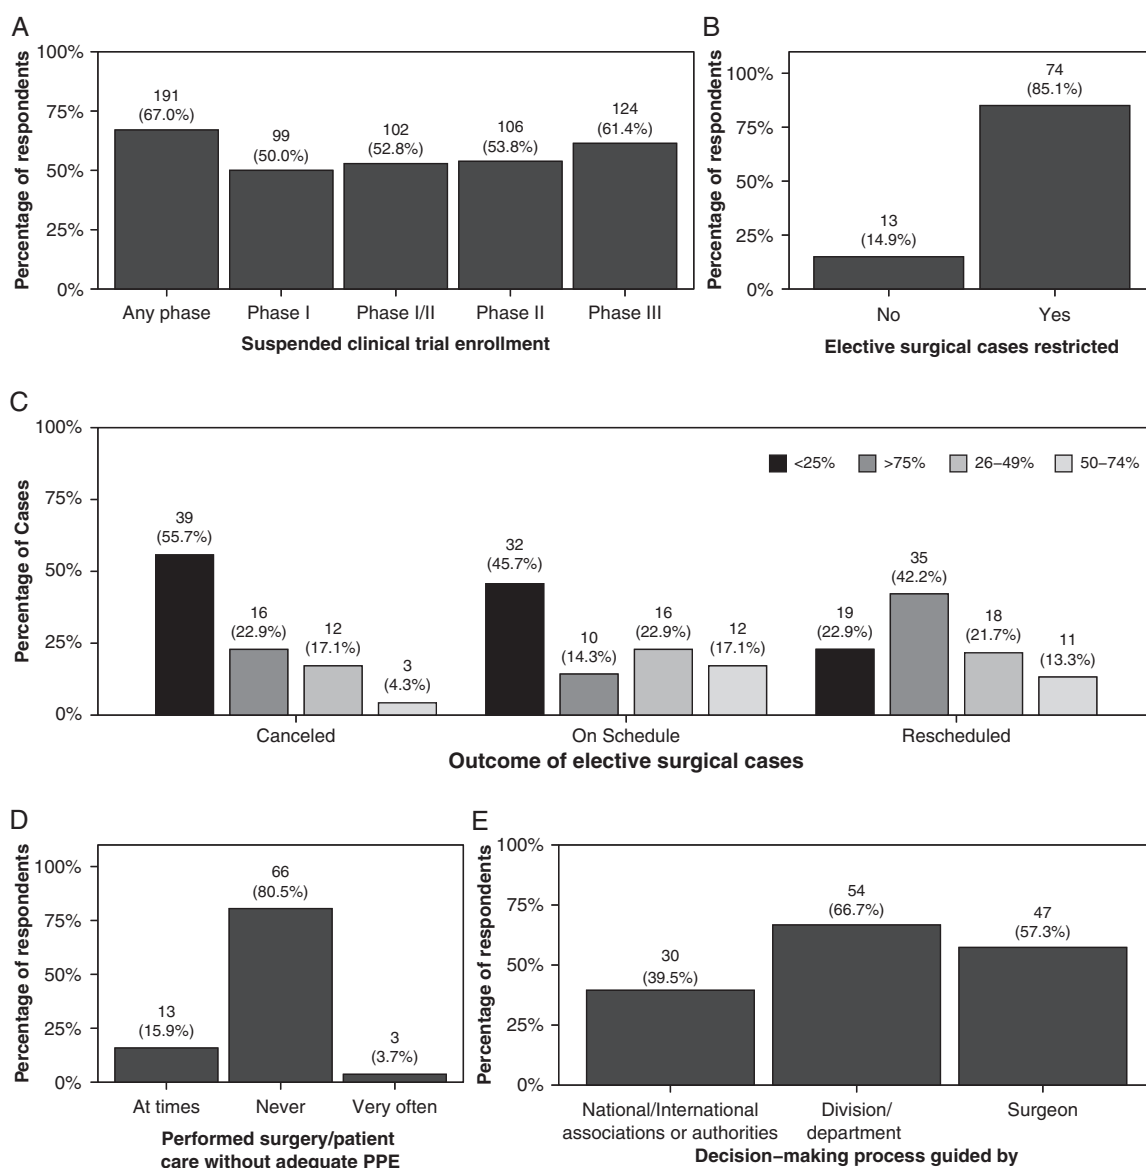 A
Percentage of respondents
100%
75%
50%
25%
0%
191
(67.0%)
99
(50.0%)
102
(52.8%)
106
(53.8%)
124
(61.4%)
Any phase Phase I Phase I/II Phase II Phase III
Suspended clinical trial enrollment
B
Percentage of respondents
100%
75%
50%
25%
0%
13
(14.9%)
74
(85.1%)
No Yes
Elective surgical cases restricted
C
Percentage of Cases
100%
75%
50%
25%
0%
<25% >75% 26–49% 50–74%
39
(55.7%)
16
(22.9%)
12
(17.1%)
3
(4.3%)
32
(45.7%)
10
(14.3%)
16
(22.9%)
12
(17.1%)
19
(22.9%)
35
(42.2%)
18
(21.7%)
11
(13.3%)
Canceled On Schedule Rescheduled
Outcome of elective surgical cases
D
Percentage of respondents
100%
75%
50%
25%
0%
13
(15.9%)
66
(80.5%)
3
(3.7%)
At times Never Very often
Performed surgery/patient
care without adequate PPE
E
Percentage of respondents
100%
75%
50%
25%
0%
30
(39.5%)
54
(66.7%)
47
(57.3%)
National/International
associations or authorities
Division/
department
Surgeon
Decision–making process guided by